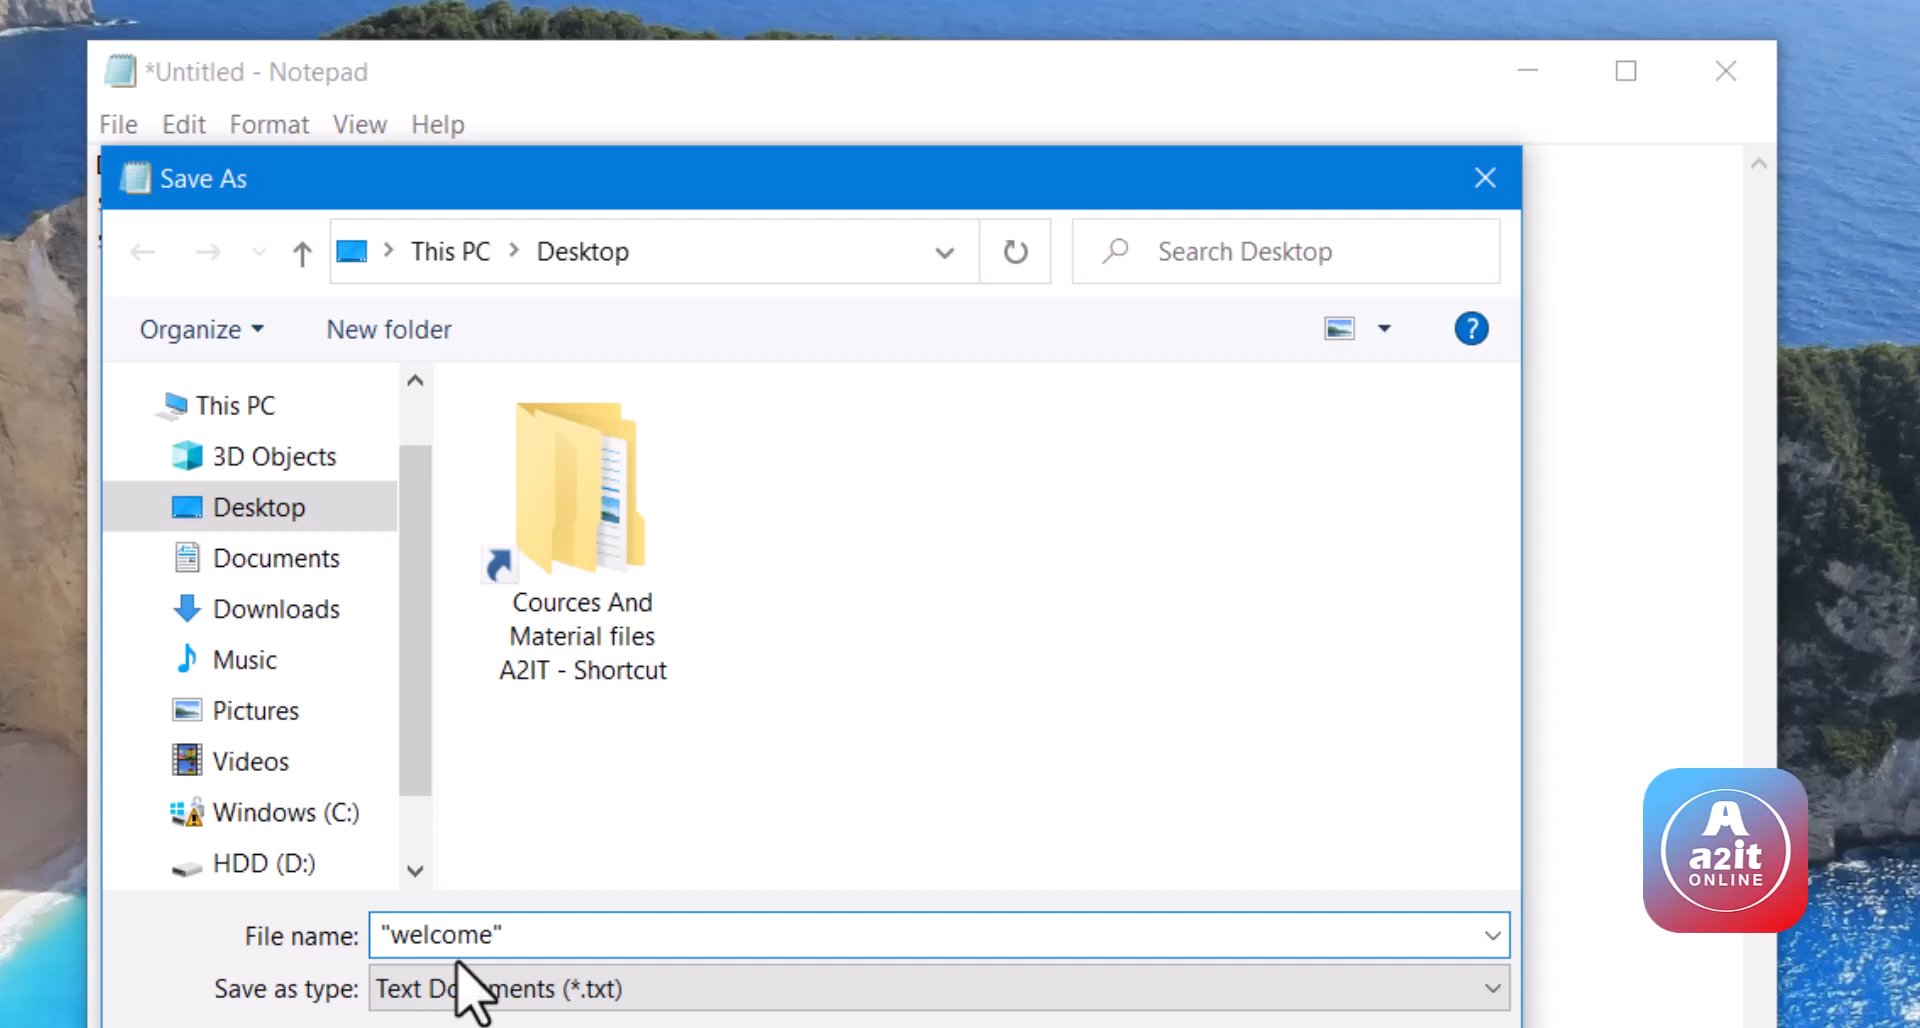 *Untitled - Notepad
File Edit Format View Help
Save As
This PC Desktop
Search Desktop
Organize New folder
?
This PC
3D Objects
Desktop
Documents
Downloads
Music
Pictures
Videos
Windows (C:)
HDD (D:)
Cources And
Material files
A2IT - Shortcut
A
a2it
ONLINE
File name: "welcome"
Save as type: Text Do ments (*.txt)